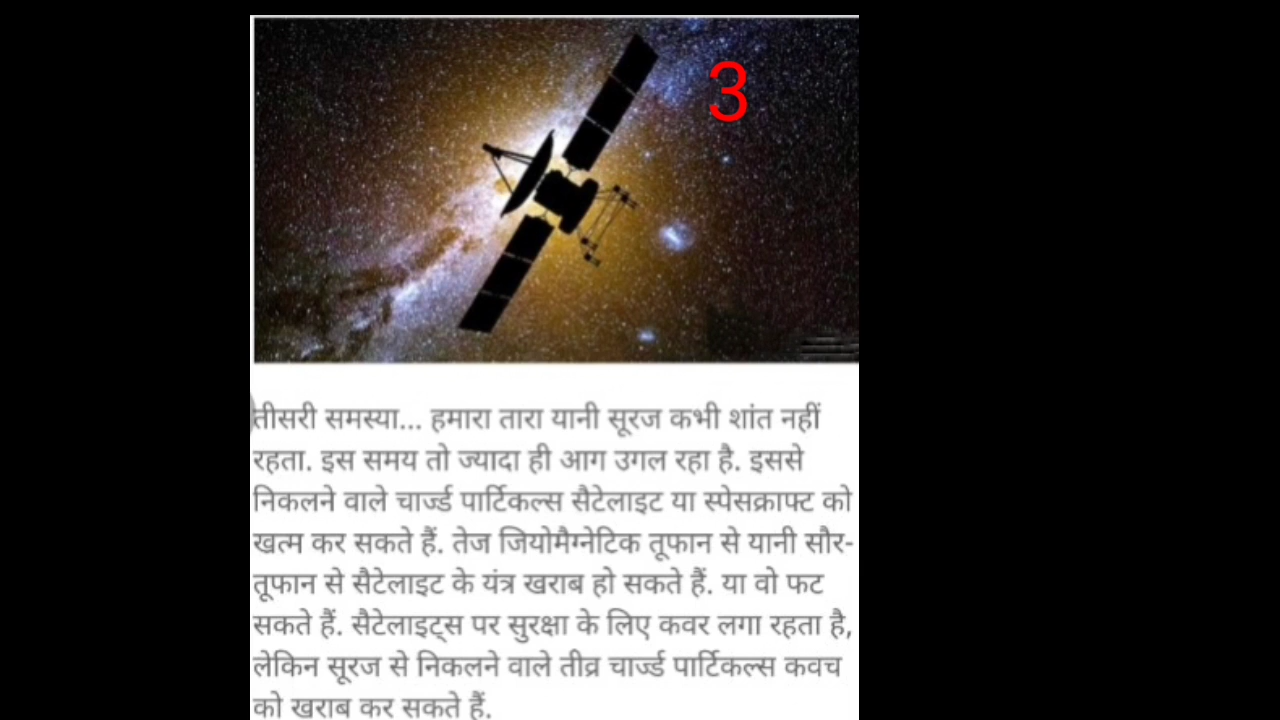 3
तीसरी समस्या... हमारा तारा यानी सूरज कभी शांत नहीं
रहता. इस समय तो ज्यादा ही आग उगल रहा है. इससे
निकलने वाले चार्ज्ड पार्टिकल्स सैटेलाइट या स्पेसक्राफ्ट को
खत्म कर सकते हैं. तेज जियोमैग्नेटिक तूफान से यानी सौर-
तूफान से सैटेलाइट के यंत्र खराब हो सकते हैं. या वो फट
सकते हैं. सैटेलाइट्स पर सुरक्षा के लिए कवर लगा रहता है,
लेकिन सूरज से निकलने वाले तीव्र चार्ज्ड पार्टिकल्स कवच
को खराब कर सकते हैं.